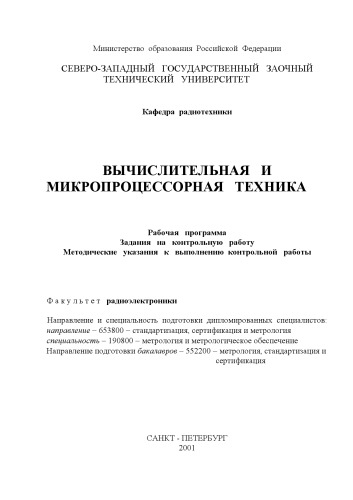 Министерство образования Российской Федерации
СЕВЕРО-ЗАПАДНЫЙ ГОСУДАРСТВЕННЫЙ ЗАОЧНЫЙ
ТЕХНИЧЕСКИЙ УНИВЕРСИТЕТ
Кафедра радиотехники
ВЫЧИСЛИТЕЛЬНАЯ И
МИКРОПРОЦЕССОРНАЯ ТЕХНИКА
Рабочая программа
Задания на контрольную работу
Методические указания к выполнению контрольной работы
Ф а к у л ь т е т радиоэлектроники
Направление и специальность подготовки дипломированных специалистов:
направление – 653800 – стандартизация, сертификация и метрология
специальность – 190800 – метрология и метрологическое обеспечение
Направление подготовки бакалавров – 552200 – метрология, стандартизация и
сертификация
САНКТ - ПЕТЕРБУРГ
2001